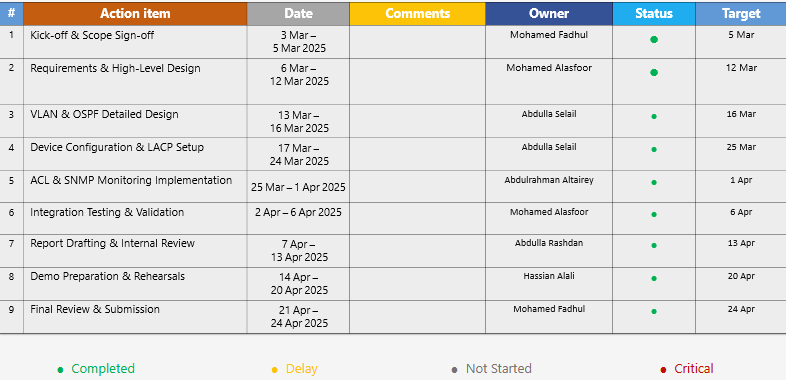 # Action item Date Comments Owner Status Target
1 Kick-off & Scope Sign-off 3 Mar – Mohamed Fadhul 5 Mar
5 Mar 2025
2 Requirements & High-Level Design 6 Mar – Mohamed Alasfoor 12 Mar
12 Mar 2025
3 VLAN & OSPF Detailed Design 13 Mar – Abdulla Selail 16 Mar
16 Mar 2025
4 Device Configuration & LACP Setup 17 Mar – Abdulla Selail 25 Mar
24 Mar 2025
5 ACL & SNMP Monitoring Implementation 25 Mar – 1 Apr 2025 Abdulrahman Altairey 1 Apr
6 Integration Testing & Validation 2 Apr – 6 Apr 2025 Mohamed Alasfoor 6 Apr
7 Report Drafting & Internal Review 7 Apr – Abdulla Rashdan 13 Apr
13 Apr 2025
8 Demo Preparation & Rehearsals 14 Apr – Hassian Alali 20 Apr
20 Apr 2025
9 Final Review & Submission 21 Apr – Mohamed Fadhul 24 Apr
24 Apr 2025
Completed Delay Not Started Critical